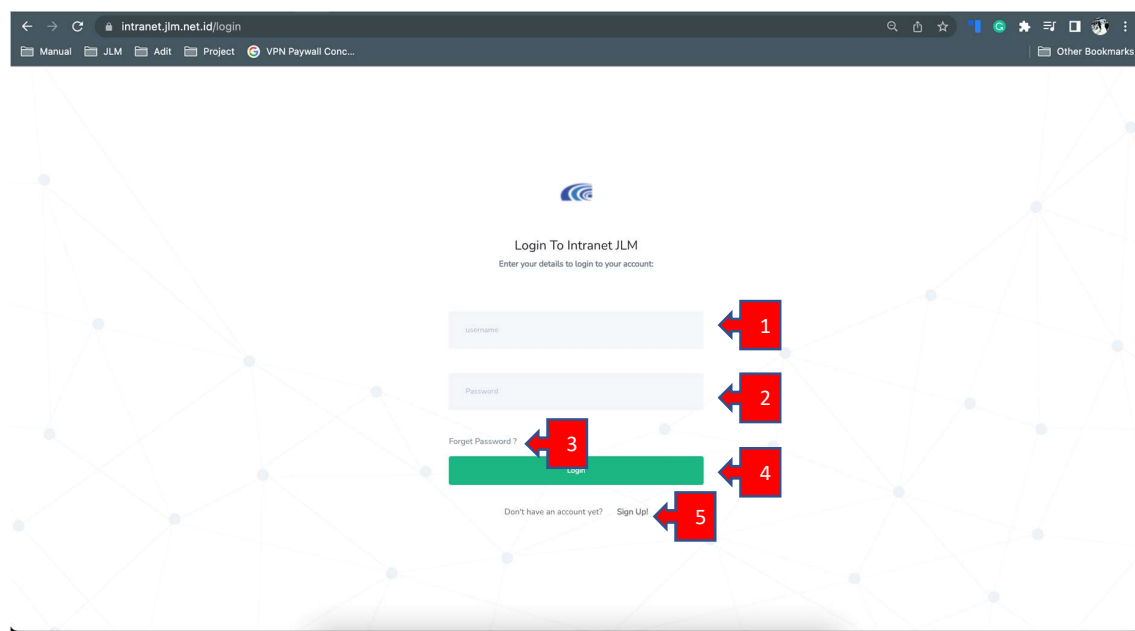 intranet.jlm.net.id/login
Manual JLM Adit Project VPN Paywall Conc... Other Bookmarks
Login To Intranet JLM
Enter your details to login to your account:
username
1
Password
2
Forget Password ?
3
Login
4
Don't have an account yet? Sign Up!
5